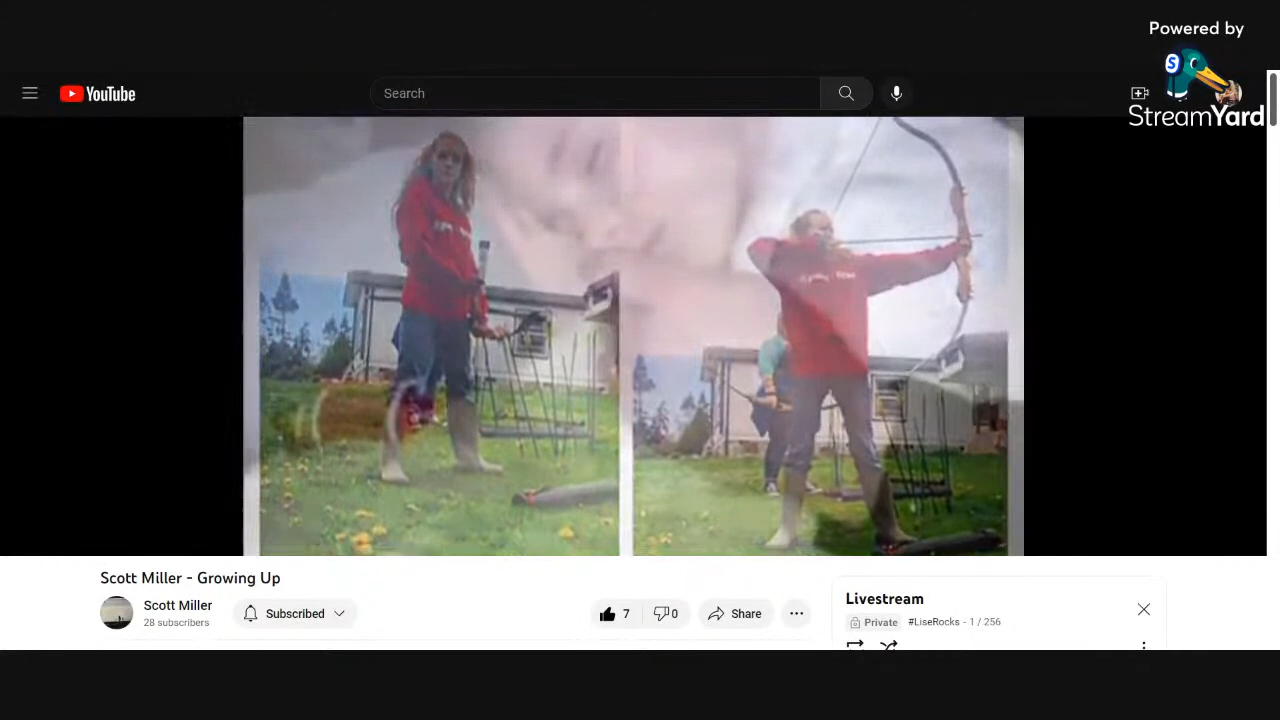 Powered by
StreamYard
YouTube
Search
Scott Miller - Growing Up
Scott Miller
28 subscribers
Subscribed
7
0
Share
Livestream
Private
#LiseRocks - 1 / 256